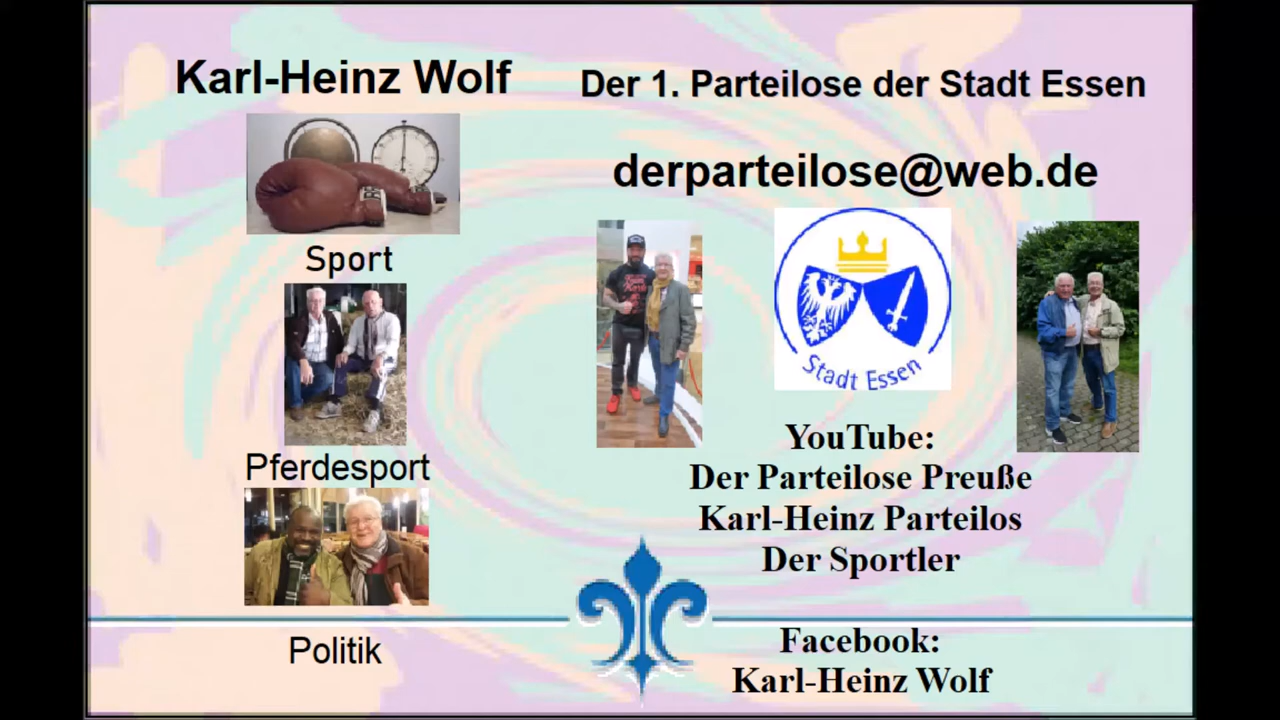 Karl-Heinz Wolf
Der 1. Parteilose der Stadt Essen
derparteilose@web.de
Sport
Pferdesport
Politik
Stadt Essen
YouTube:
Der Parteilose Preuße
Karl-Heinz Parteilos
Der Sportler
Facebook:
Karl-Heinz Wolf